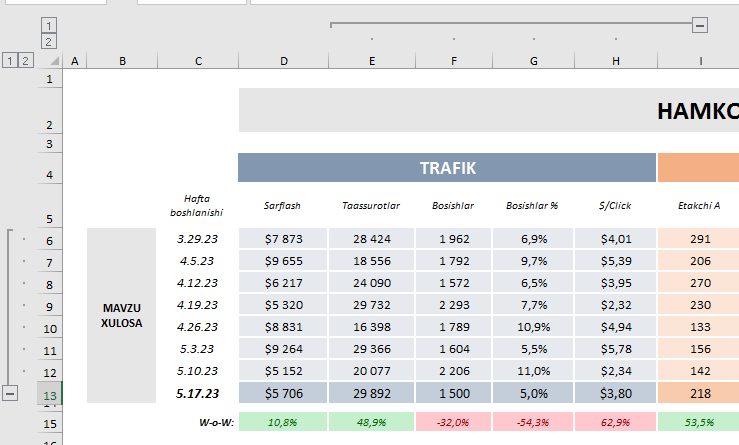 1
2
1 2
A B C D E F G H I
1
2 HAMKO
3
4 TRAFIK
5 Hafta boshlanishi Sarflash Taassurotlar Bosishlar Bosishlar % $/Click Etakchi A
6 3.29.23 $7 873 28 424 1 962 6,9% $4,01 291
7 4.5.23 $9 655 18 556 1 792 9,7% $5,39 206
8 4.12.23 $6 217 24 090 1 572 6,5% $3,95 270
9 MAVZU 4.19.23 $5 320 29 732 2 293 7,7% $2,32 230
10 XULOSA 4.26.23 $8 831 16 398 1 789 10,9% $4,94 133
11 5.3.23 $9 264 29 366 1 604 5,5% $5,78 156
12 5.10.23 $5 152 20 077 2 206 11,0% $2,34 142
13 5.17.23 $5 706 29 892 1 500 5,0% $3,80 218
15 W-o-W: 10,8% 48,9% -32,0% -54,3% 62,9% 53,5%